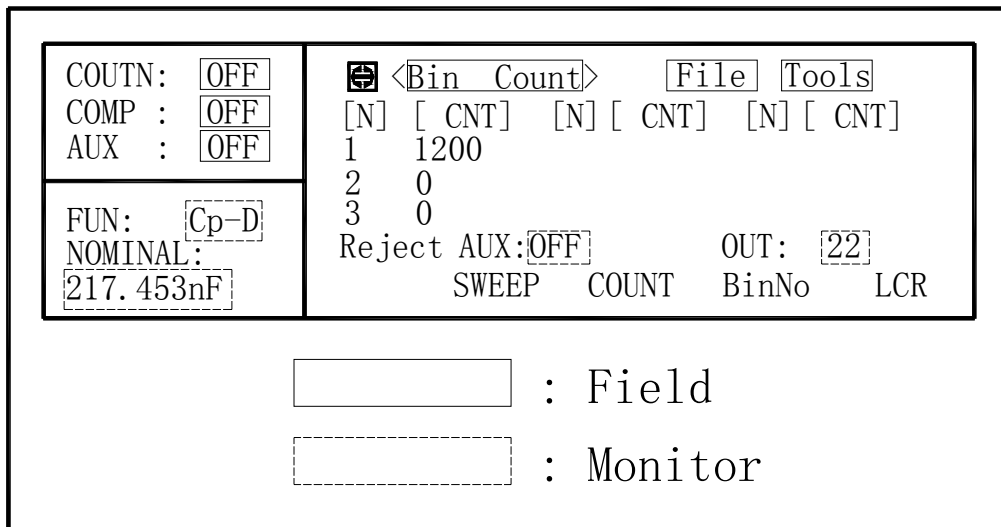 COUTN: OFF
COMP : OFF
AUX : OFF
FUN: Cp-D
NOMINAL:
217.453nF
<Bin Count> File Tools
[N] [ CNT] [N] [ CNT] [N] [ CNT]
1 1200
2 0
3 0
Reject AUX:OFF OUT: 22
SWEEP COUNT BinNo LCR
: Field
: Monitor